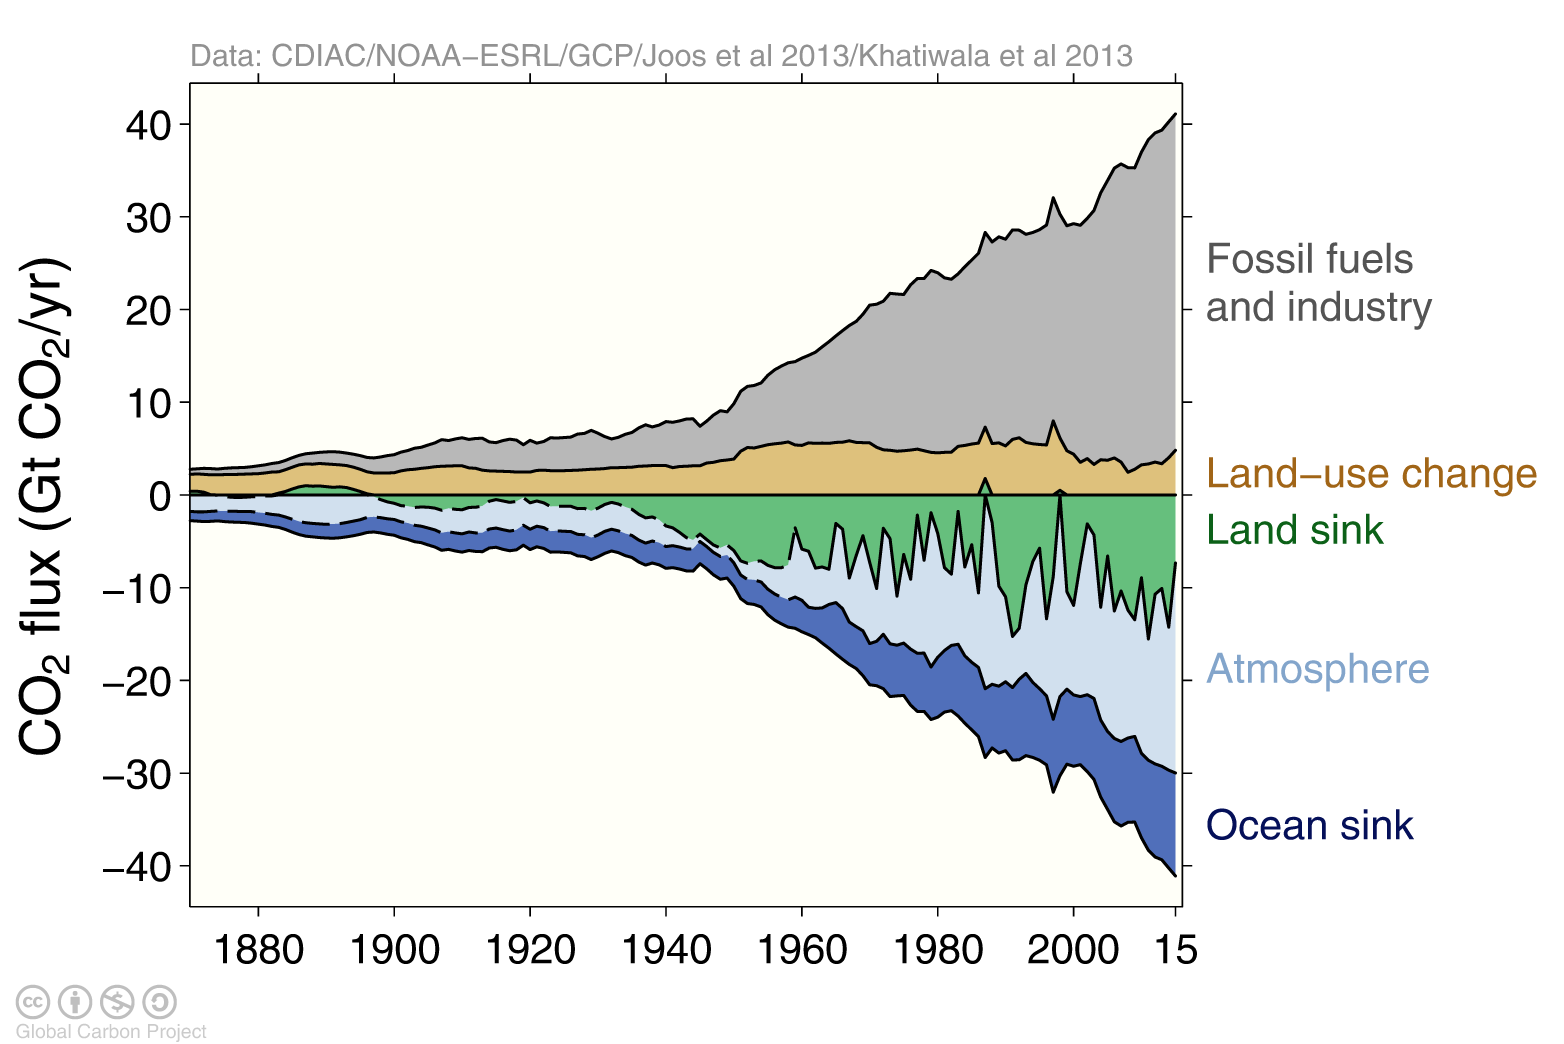 Data: CDIAC/NOAA−ESRL/GCP/Joos et al 2013/Khatiwala et al 2013
CO₂ flux (Gt CO₂/yr)
40
30
20
10
0
−10
−20
−30
−40
Fossil fuels
and industry
Land−use change
Land sink
Atmosphere
Ocean sink
1880 1900 1920 1940 1960 1980 2000 15
cc
Global Carbon Project